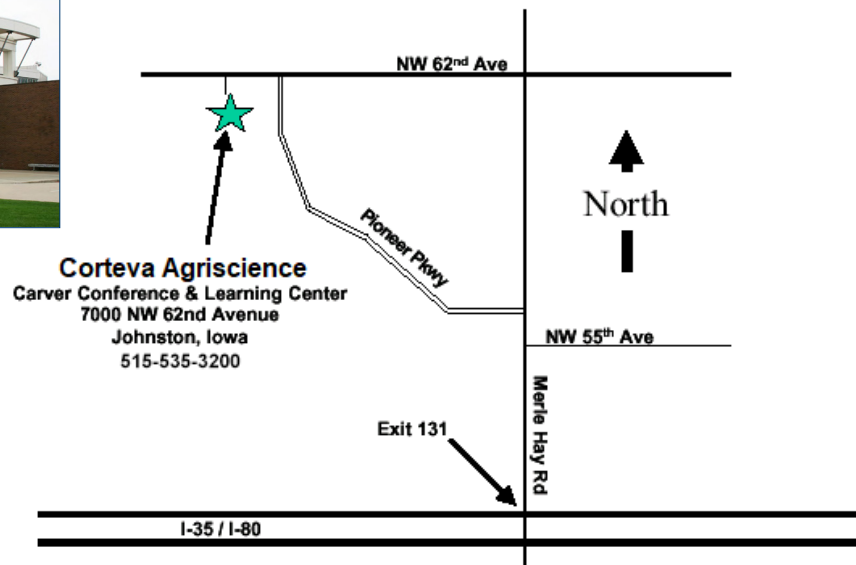 NW 62nd Ave
North
Pioneer Pkwy
Corteva Agriscience
Carver Conference & Learning Center
7000 NW 62nd Avenue
Johnston, Iowa
515-535-3200
NW 55th Ave
Merle Hay Rd
Exit 131
I-35 / I-80